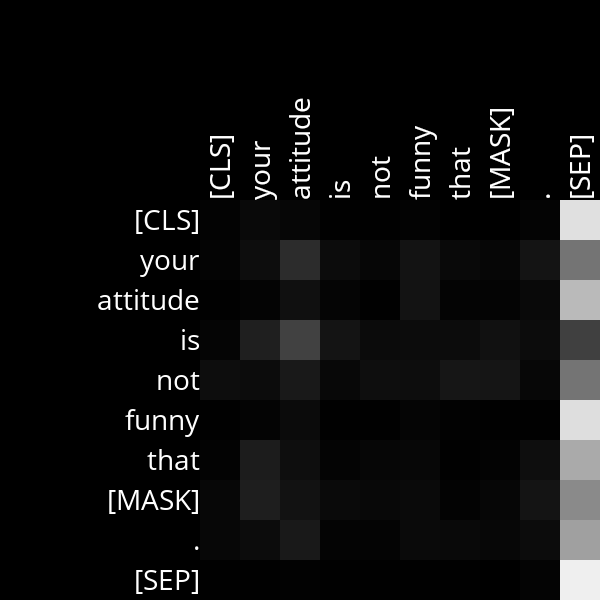 [CLS]
your
attitude
is
not
funny
that
[MASK]
.
[SEP]
[CLS]
your
attitude
is
not
funny
that
[MASK]
.
[SEP]